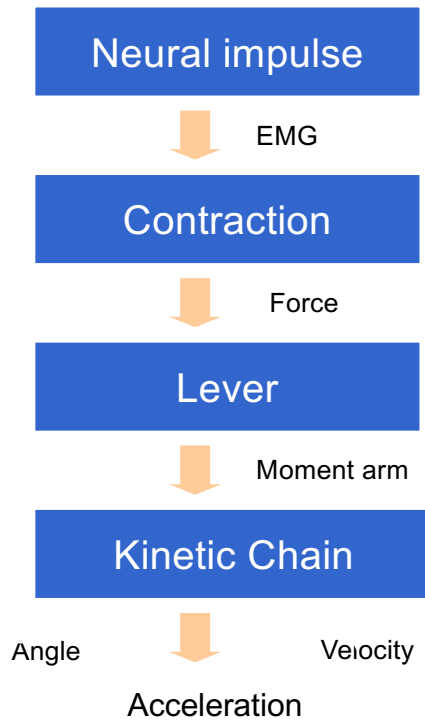 Neural impulse
EMG
Contraction
Force
Lever
Moment arm
Kinetic Chain
Angle
Velocity
Acceleration